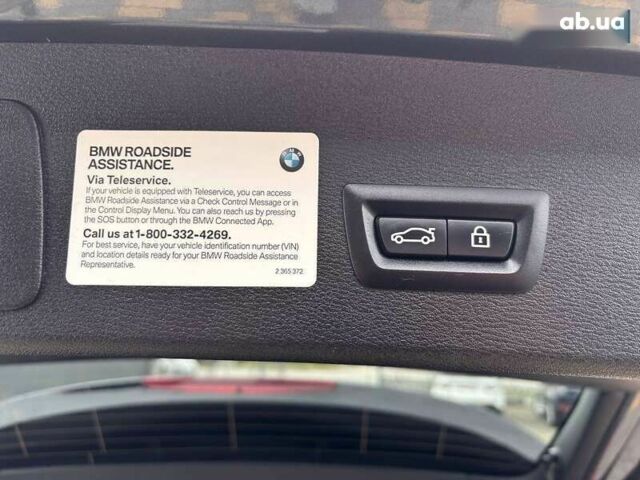 ab.ua
BMW ROADSIDE
ASSISTANCE.
Via Teleservice.
If your vehicle is equipped with Teleservice, you can access
BMW Roadside Assistance via a Check Control Message or in
the Control Display Menu. You can also reach us by pressing
the SOS button or through the BMW Connected App.
Call us at 1-800-332-4269.
For best service, have your vehicle identification number (VIN)
and location details ready for your BMW Roadside Assistance
Representative.
2 365 372